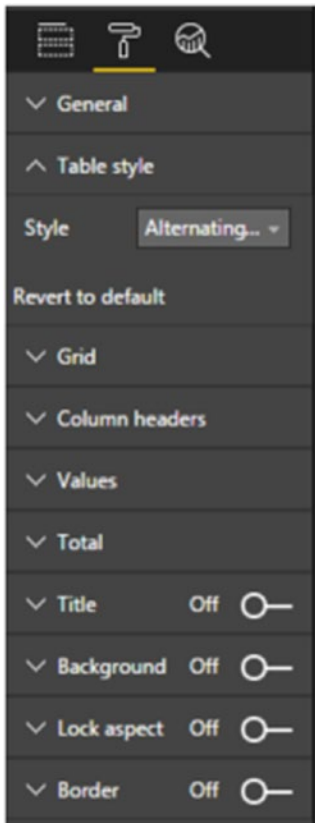 General
Table style
Style Alternating...
Revert to default
Grid
Column headers
Values
Total
Title Off
Background Off
Lock aspect Off
Border Off